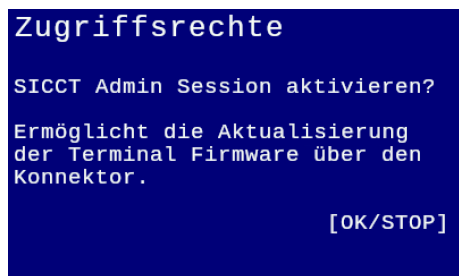 Zugriffsrechte
SICCT Admin Session aktivieren?
Ermöglicht die Aktualisierung
der Terminal Firmware über den
Konnektor.
[OK/STOP]